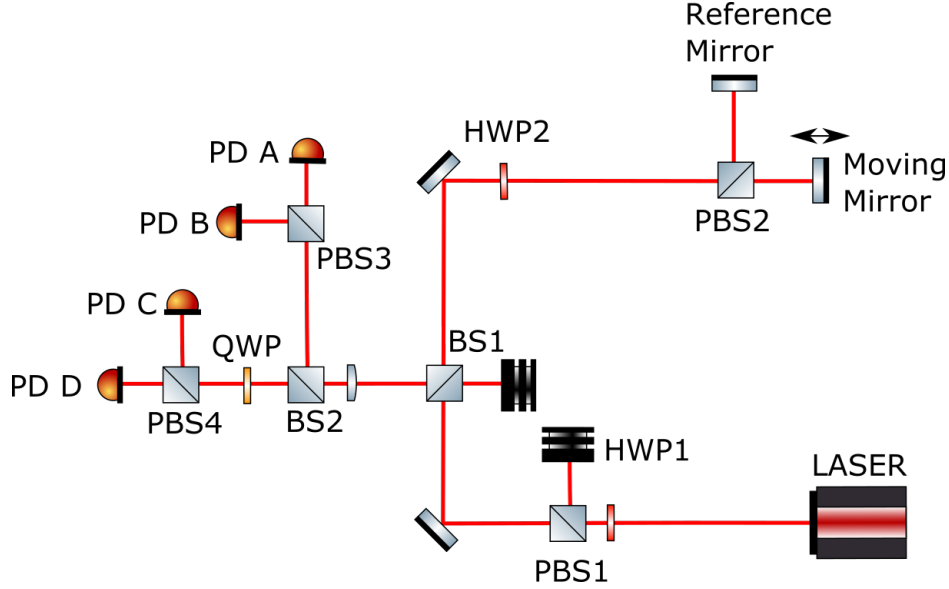 Reference
Mirror
HWP2
PD A
Moving
Mirror
PD B
PBS2
PBS3
PD C
QWP
BS1
PD D
PBS4
BS2
HWP1
LASER
PBS1